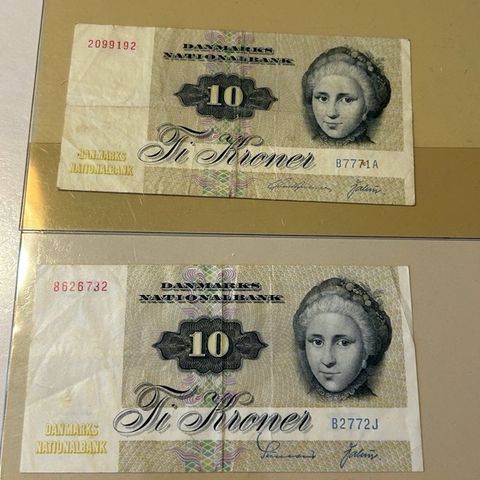 2099192
DANMARKS
NATIONALBANK
10
Ti Kroner
DANMARKS
NATIONALBANK
B7771A
8626732
DANMARKS
NATIONALBANK
10
Ti Kroner
DANMARKS
NATIONALBANK
B2772J